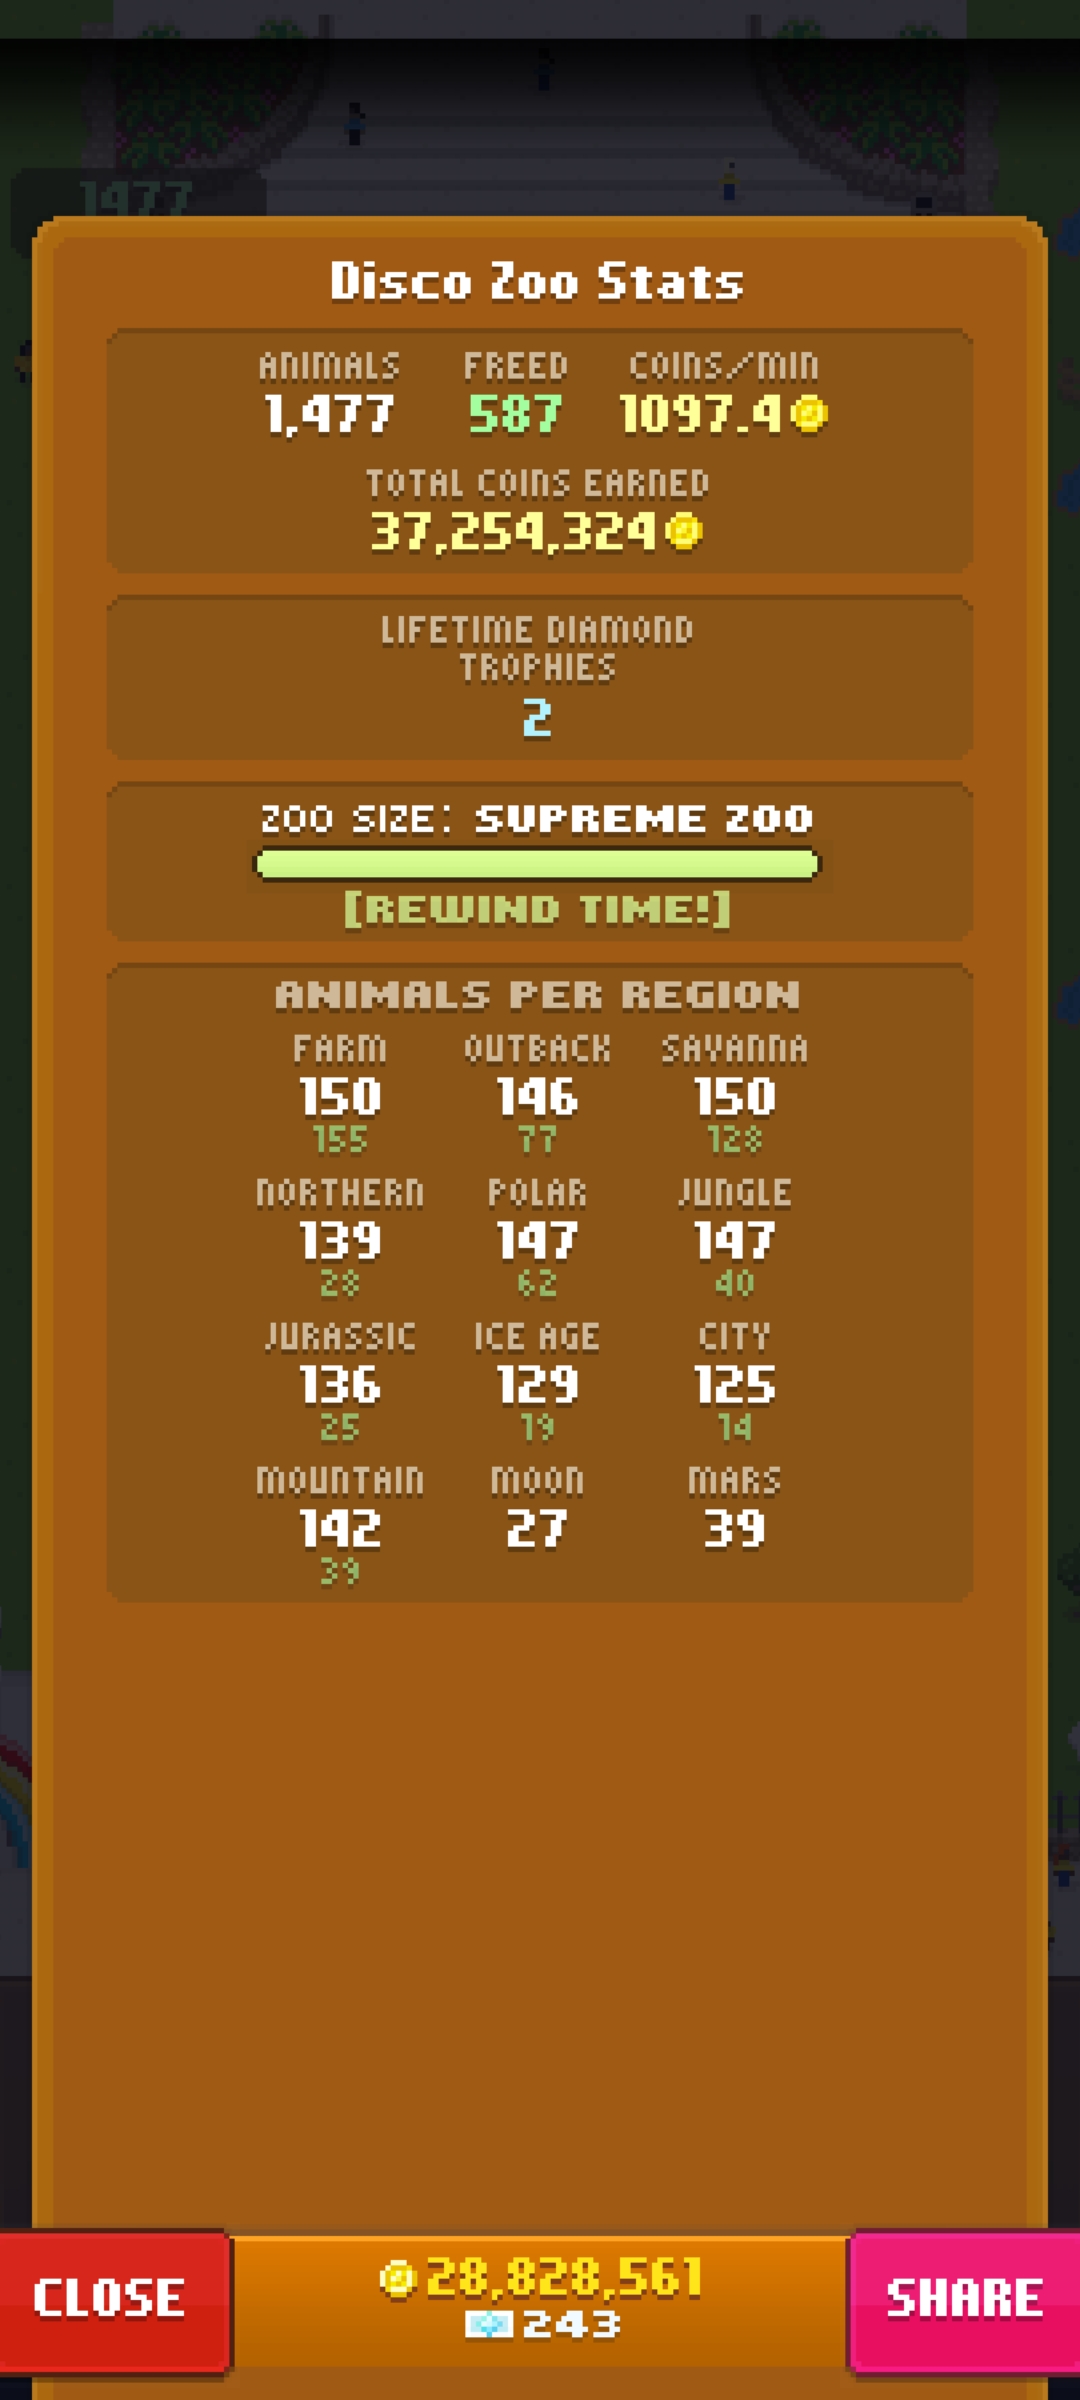 1477
Disco Zoo Stats
ANIMALS FREED COINS/MIN
1,477 587 1097.4
TOTAL COINS EARNED
37,254,324
LIFETIME DIAMOND
TROPHIES
2
ZOO SIZE: SUPREME ZOO
[REWIND TIME!]
ANIMALS PER REGION
FARM OUTBACK SAVANNA
150 146 150
155 77 128
NORTHERN POLAR JUNGLE
139 147 147
28 62 40
JURASSIC ICE AGE CITY
136 129 125
25 19 14
MOUNTAIN MOON MARS
142 27 39
39
CLOSE 28,828,561 SHARE
243